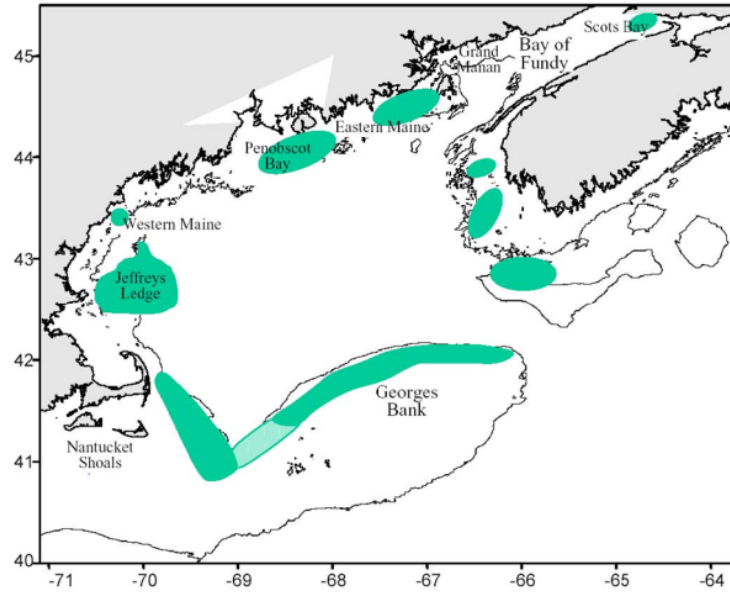 45
44
43
42
41
40
Scots Bay
Bay of
Fundy
Grand
Manan
Eastern Maine
Penobscot
Bay
Western Maine
Jeffreys
Ledge
Georges
Bank
Nantucket
Shoals
-71
-70
-69
-68
-67
-66
-65
-64